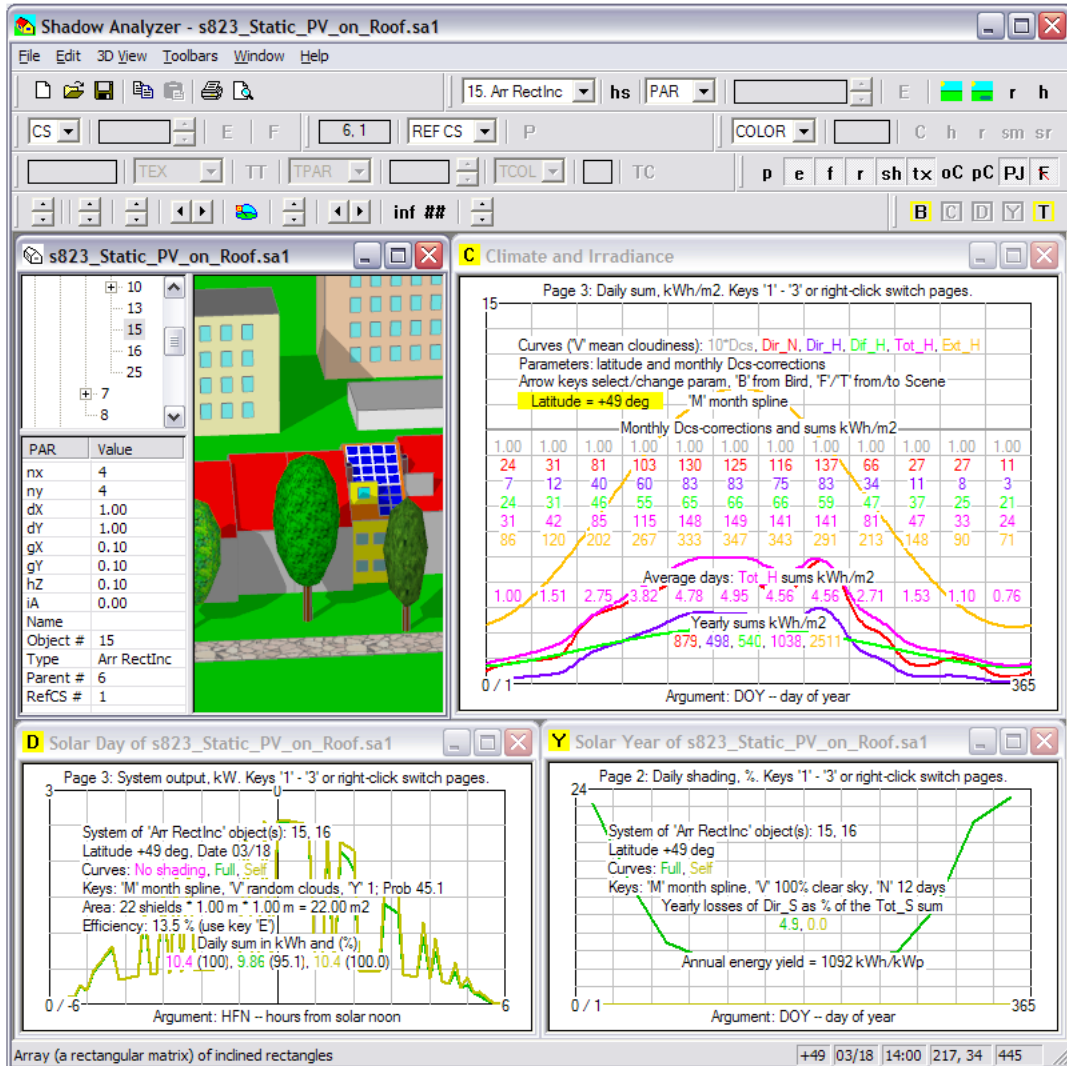 Shadow Analyzer - s823_Static_PV_on_Roof.sa1
File Edit 3D View Toolbars Window Help
15. Arr RectInc hs PAR E r h
CS E F 6, 1 REF CS P COLOR C h r sm sr
TEX TT TPAR TCOL TC p e f r sh tx oC pC PJ F
inf ## B C D Y T
s823_Static_PV_on_Roof.sa1
10
13
15
16
25
7
8
PAR Value
nx 4
ny 4
dX 1.00
dY 1.00
gX 0.10
gY 0.10
hZ 0.10
iA 0.00
Name
Object # 15
Type Arr RectInc
Parent # 6
RefCS # 1
C Climate and Irradiance
Page 3: Daily sum, kWh/m2. Keys '1' - '3' or right-click switch pages.
15
Curves ('V' mean cloudiness): 10*Dcs, Dir_N, Dir_H, Dif_H, Tot_H, Ext_H
Parameters: latitude and monthly Dcs-corrections
Arrow keys select/change param, 'B' from Bird, 'F'/'T' from/to Scene
Latitude = +49 deg 'M' month spline
Monthly Dcs-corrections and sums kWh/m2
1.00 1.00 1.00 1.00 1.00 1.00 1.00 1.00 1.00 1.00 1.00 1.00
24 31 81 103 130 125 116 137 66 27 27 11
7 12 40 60 83 83 75 83 34 11 8 3
24 31 46 55 65 66 66 59 47 37 25 21
31 42 85 115 148 149 141 141 81 47 33 24
86 120 202 267 333 347 343 291 213 148 90 71
Average days: Tot_H sums kWh/m2
1.00 1.51 2.75 3.82 4.78 4.95 4.56 4.56 2.71 1.53 1.10 0.76
Yearly sums kWh/m2
879, 498, 540, 1038, 2511
0 / 1 365
Argument: DOY -- day of year
D Solar Day of s823_Static_PV_on_Roof.sa1
Page 3: System output, kW. Keys '1' - '3' or right-click switch pages.
3 0
System of 'Arr RectInc' object(s): 15, 16
Latitude +49 deg, Date 03/18
Curves: No shading, Full, Self
Keys: 'M' month spline, 'V' random clouds, 'Y' 1; Prob 45.1
Area: 22 shields * 1.00 m * 1.00 m = 22.00 m2
Efficiency: 13.5 % (use key 'E')
Daily sum in kWh and (%)
10.4 (100), 9.86 (95.1), 10.4 (100.0)
0 / -6 6
Argument: HFN -- hours from solar noon
Y Solar Year of s823_Static_PV_on_Roof.sa1
Page 2: Daily shading, %. Keys '1' - '3' or right-click switch pages.
24
System of 'Arr RectInc' object(s): 15, 16
Latitude +49 deg
Curves: Full, Self
Keys: 'M' month spline, 'V' 100% clear sky, 'N' 12 days
Yearly losses of Dir_S as % of the Tot_S sum
4.9, 0.0
Annual energy yield = 1092 kWh/kWp
0 / 1 365
Argument: DOY -- day of year
Array (a rectangular matrix) of inclined rectangles +49 03/18 14:00 217, 34 445